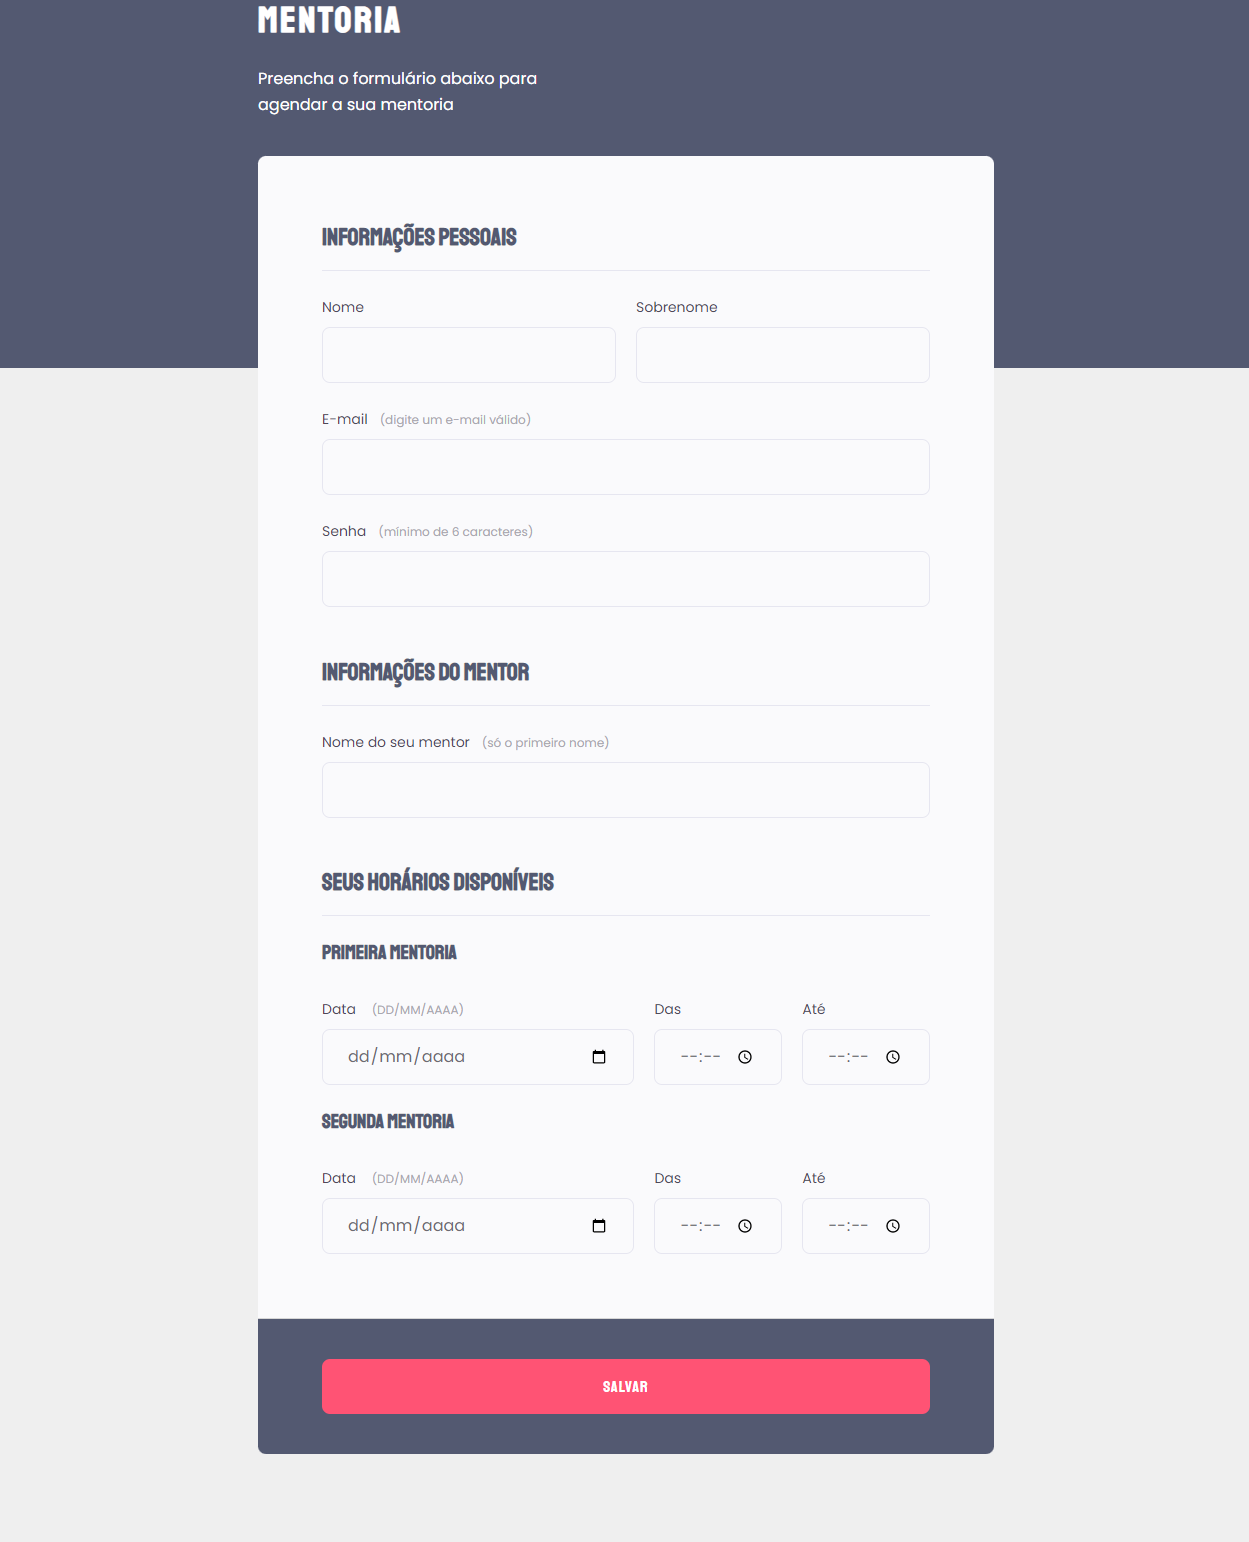 MENTORIA
Preencha o formulário abaixo para
agendar a sua mentoria
INFORMAÇÕES PESSOAIS
Nome Sobrenome
E-mail (digite um e-mail válido)
Senha (mínimo de 6 caracteres)
INFORMAÇÕES DO MENTOR
Nome do seu mentor (só o primeiro nome)
SEUS HORÁRIOS DISPONÍVEIS
PRIMEIRA MENTORIA
Data (DD/MM/AAAA) Das Até
dd/mm/aaaa --:-- --:--
SEGUNDA MENTORIA
Data (DD/MM/AAAA) Das Até
dd/mm/aaaa --:-- --:--
SALVAR